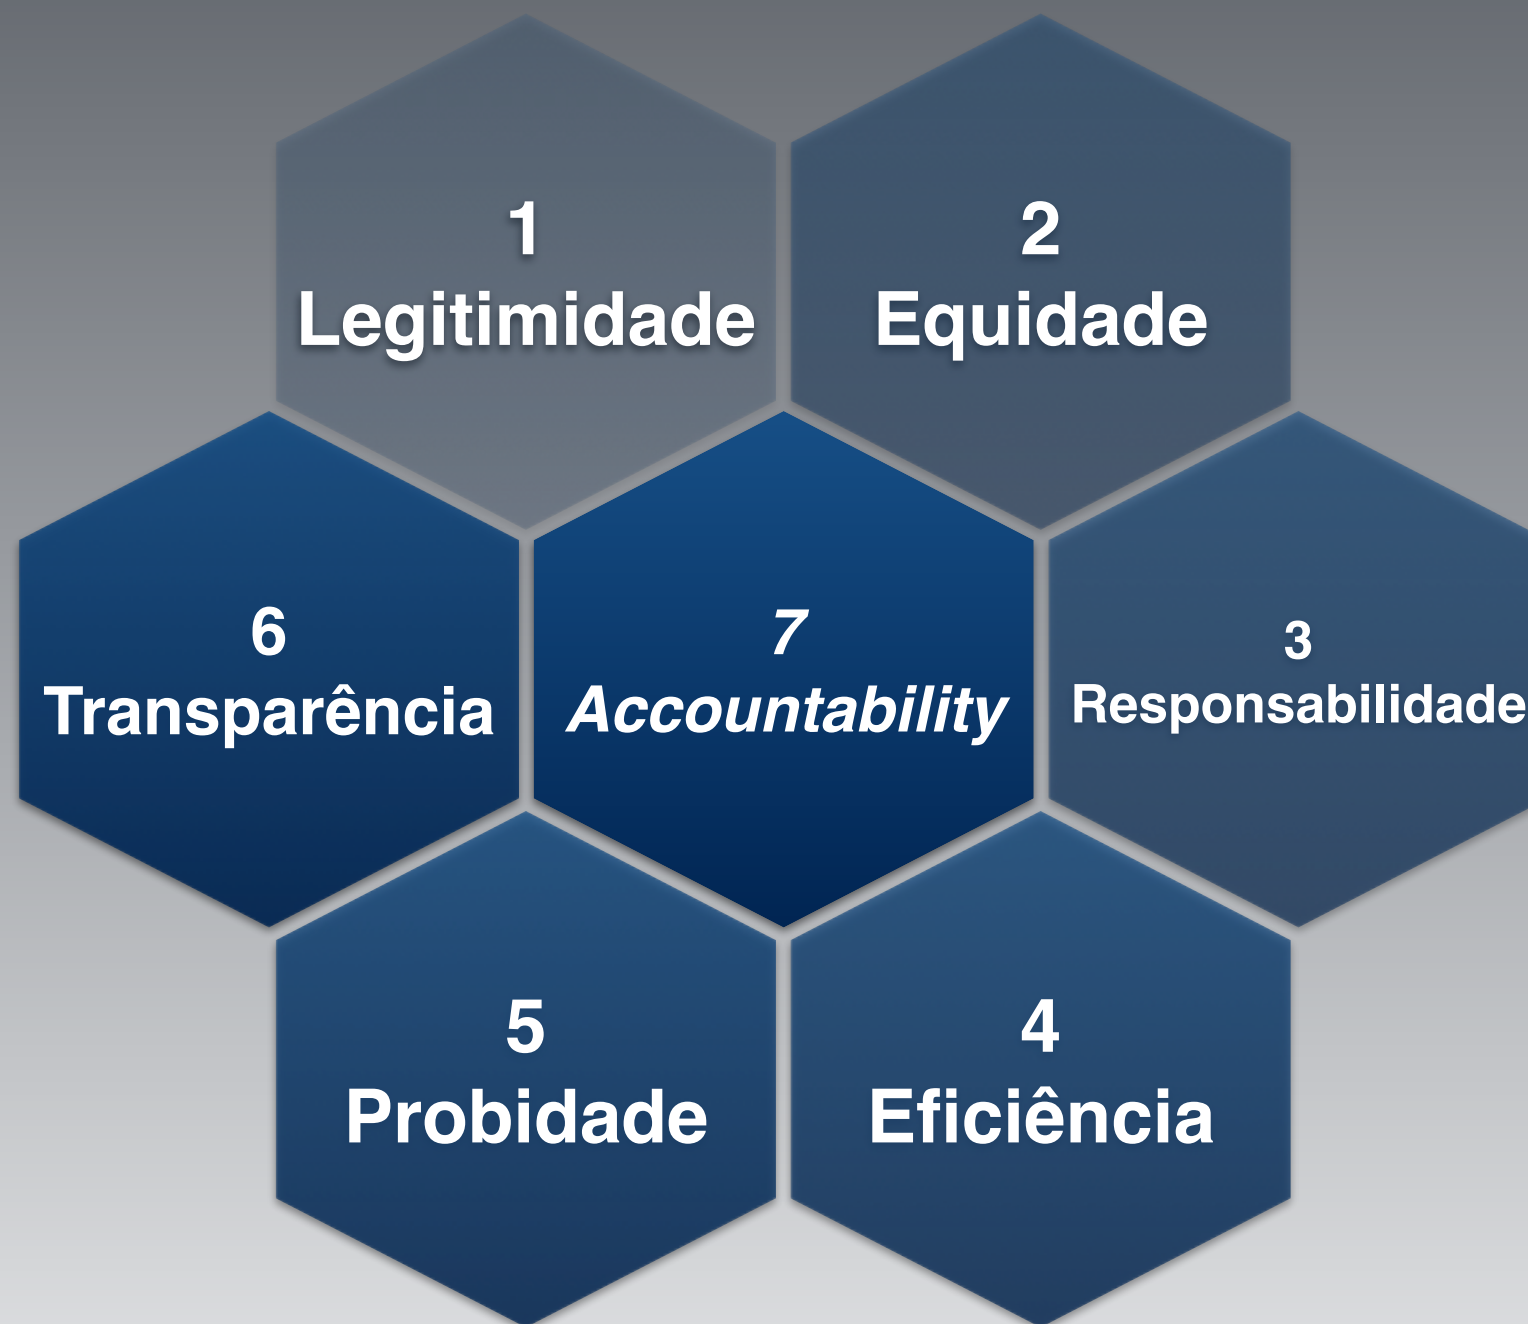 1
Legitimidade
2
Equidade
6
Transparência
7
Accountability
3
Responsabilidade
5
Probidade
4
Eficiência